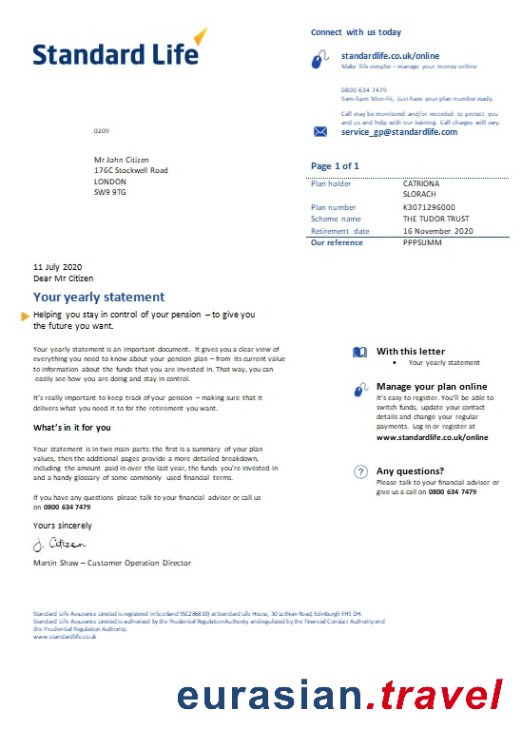 Standard Life
Connect with us today
standardlife.co.uk/online
Make life simpler – manage your money online
0800 634 7479
9am-5pm Mon-Fri, just have your plan number ready.
Call may be monitored and/or recorded to protect you
and us and help with our training. Call charges will vary.
service_gp@standardlife.com
0209
Mr John Citizen
176C Stockwell Road
LONDON
SW9 9TG
Page 1 of 1
Plan holder CATRIONA
SLORACH
Plan number K3071296000
Scheme name THE TUDOR TRUST
Retirement date 16 November 2020
Our reference PPPSUMM
11 July 2020
Dear Mr Citizen
Your yearly statement
Helping you stay in control of your pension – to give you
the future you want.
Your yearly statement is an important document. It gives you a clear view of
everything you need to know about your pension plan – from its current value
to information about the funds that you are invested in. That way, you can
easily see how you are doing and stay in control.
It's really important to keep track of your pension – making sure that it
delivers what you need it to for the retirement you want.
What's in it for you
Your statement is in two main parts: the first is a summary of your plan
values, then the additional pages provide a more detailed breakdown,
including the amount paid in over the last year, the funds you're invested in
and a handy glossary of some commonly used financial terms.
If you have any questions please talk to your financial adviser or call us
on 0800 634 7479
Yours sincerely
J. Citizen
Martin Shaw – Customer Operation Director
With this letter
• Your yearly statement
Manage your plan online
It's easy to register. You'll be able to
switch funds, update your contact
details and change your regular
payments. Log in or register at
www.standardlife.co.uk/online
? Any questions?
Please talk to your financial adviser or
give us a call on 0800 634 7479
Standard Life Assurance Limited is registered in Scotland (SC286833) at Standard Life House, 30 Lothian Road, Edinburgh EH1 2DH.
Standard Life Assurance Limited is authorised by the Prudential Regulation Authority and regulated by the Financial Conduct Authority and
the Prudential Regulation Authority.
www.standardlife.co.uk
eurasian.travel